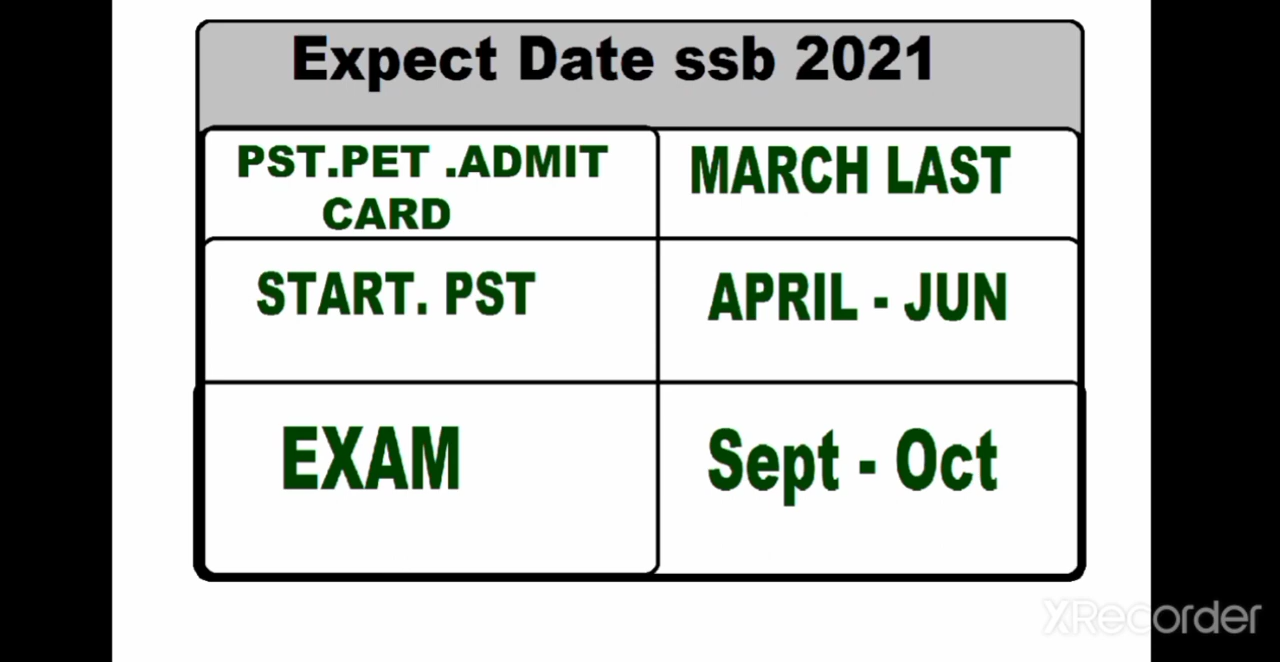 Expect Date ssb 2021
PST.PET .ADMIT
CARD
MARCH LAST
START. PST
APRIL - JUN
EXAM
Sept - Oct
XRecorder